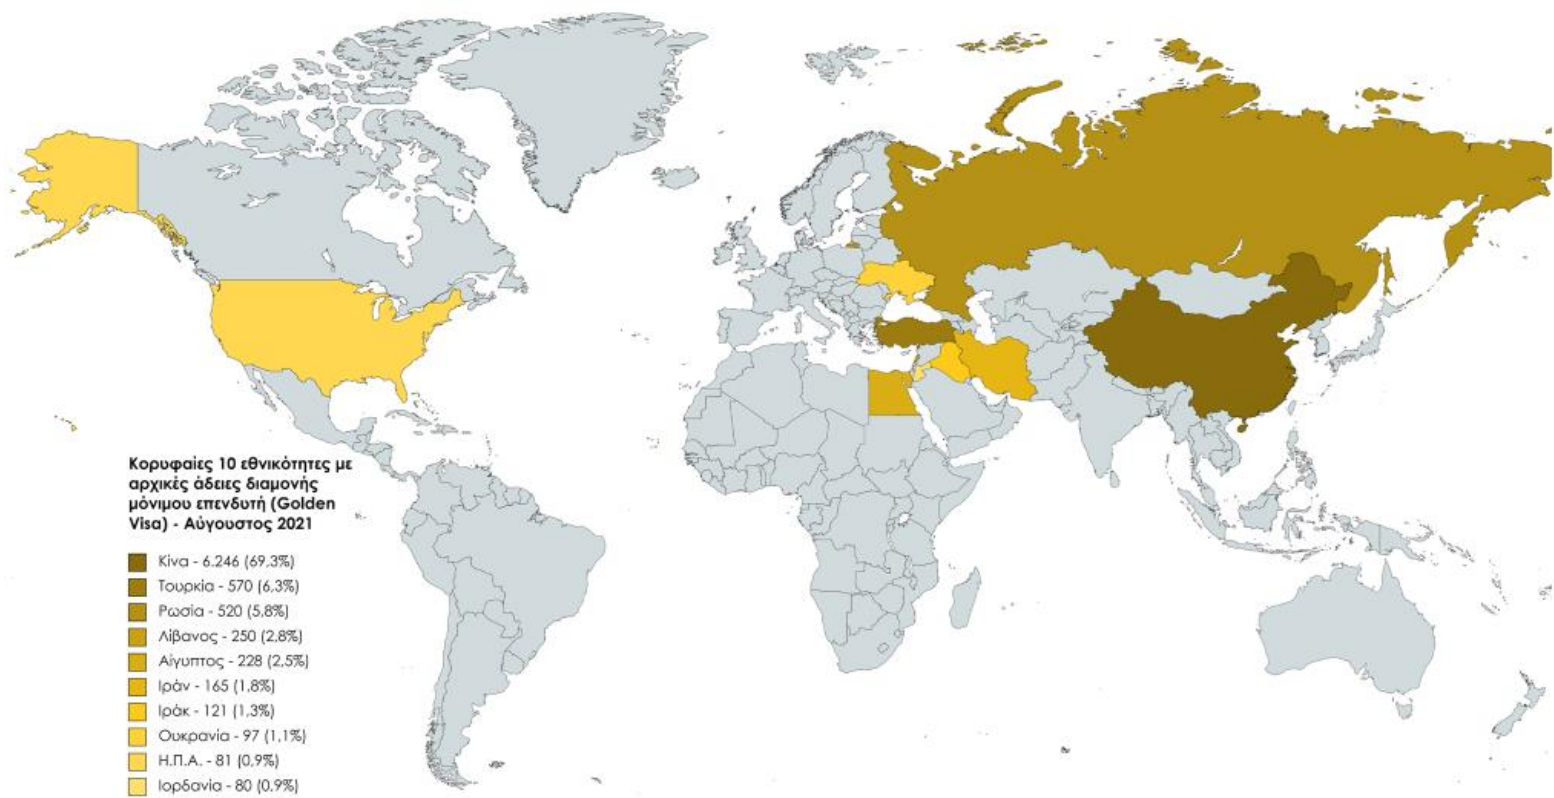 Κορυφαίες 10 εθνικότητες με
αρχικές άδειες διαμονής
μόνιμου επενδυτή (Golden
Visa) - Αύγουστος 2021
Κίνα - 6.246 (69,3%)
Τουρκία - 570 (6,3%)
Ρωσία - 520 (5,8%)
Λίβανος - 250 (2,8%)
Αίγυπτος - 228 (2,5%)
Ιράν - 165 (1,8%)
Ιράκ - 121 (1,3%)
Ουκρανία - 97 (1,1%)
Η.Π.Α. - 81 (0,9%)
Ιορδανία - 80 (0,9%)